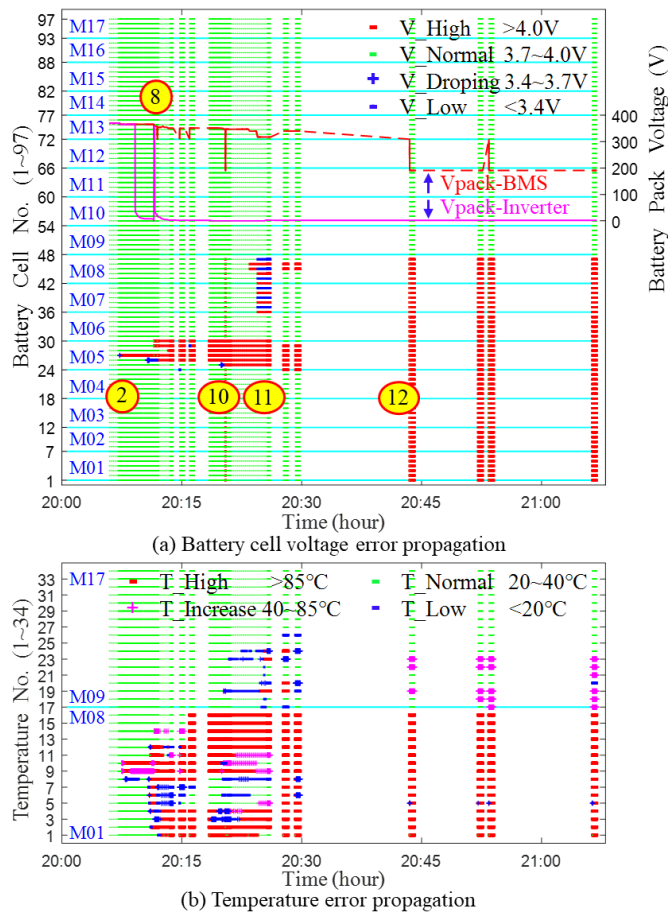 Battery Cell No. (1~97)
97
93
88
82
77
72
66
60
54
48
42
36
30
24
18
12
7
1
M17
M16
M15
M14
M13
M12
M11
M10
M09
M08
M07
M06
M05
M04
M03
M02
M01
V_High >4.0V
V_Normal 3.7~4.0V
V_Droping 3.4~3.7V
V_Low <3.4V
8
2
10
11
12
Vpack-BMS
Vpack-Inverter
400
300
200
100
0
Battery Pack Voltage (V)
20:00
20:15
20:30
20:45
21:00
Time (hour)
(a) Battery cell voltage error propagation
Temperature No. (1~34)
33
31
29
27
25
23
21
19
17
15
13
11
9
7
5
3
1
M17
M09
M08
M01
T_High >85℃
T_Normal 20~40℃
T_Increase 40~85℃
T_Low <20℃
20:00
20:15
20:30
20:45
21:00
Time (hour)
(b) Temperature error propagation